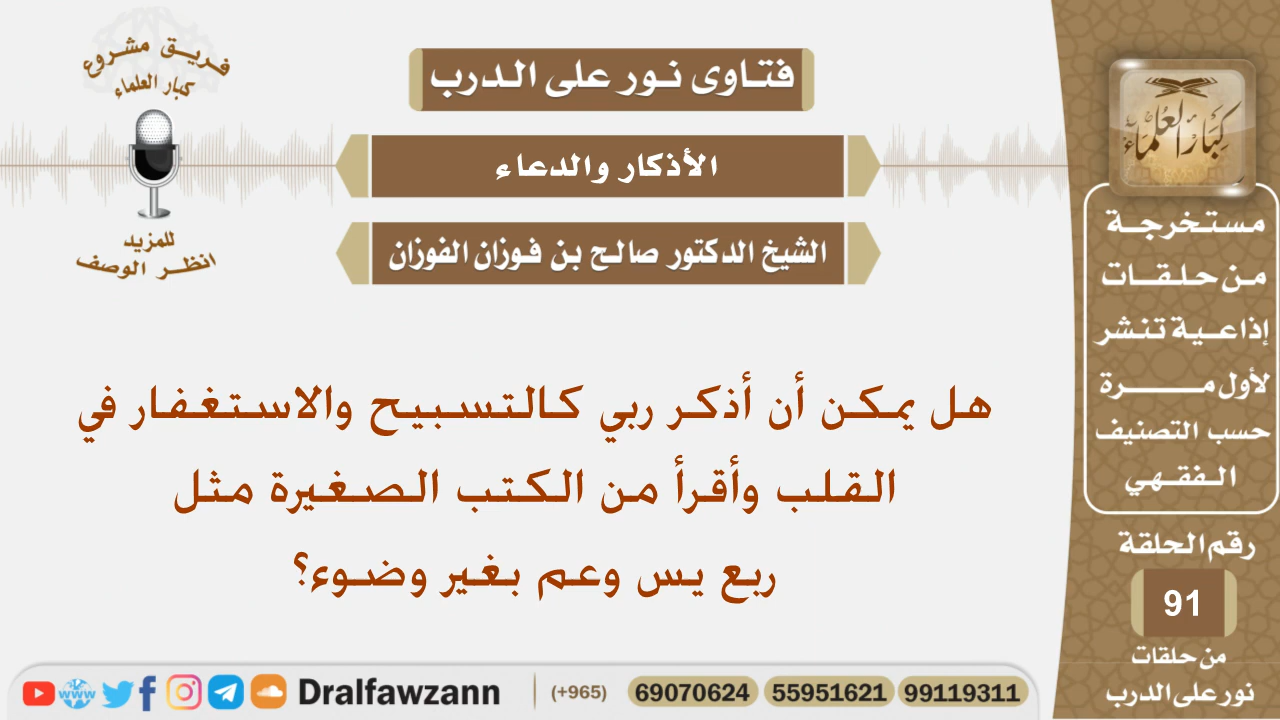 فريق مشروع
كبار العلماء
للمزيد
انظر الوصف
فتاوى نور على الدرب
الأذكار والدعاء
الشيخ الدكتور صالح بن فوزان الفوزان
هل يمكن أن أذكر ربي كالتسبيح والاستغفار في
القلب وأقرأ من الكتب الصغيرة مثل
ربع يس وعم بغير وضوء؟
كبار العلماء
مستخرجة
من حلقات
إذاعية تنشر
لأول مرة
حسب التصنيف
الفقهي
رقم الحلقة
91
من حلقات
نور على الدرب
www
Dralfawzann
(+965) 69070624 55951621 99119311